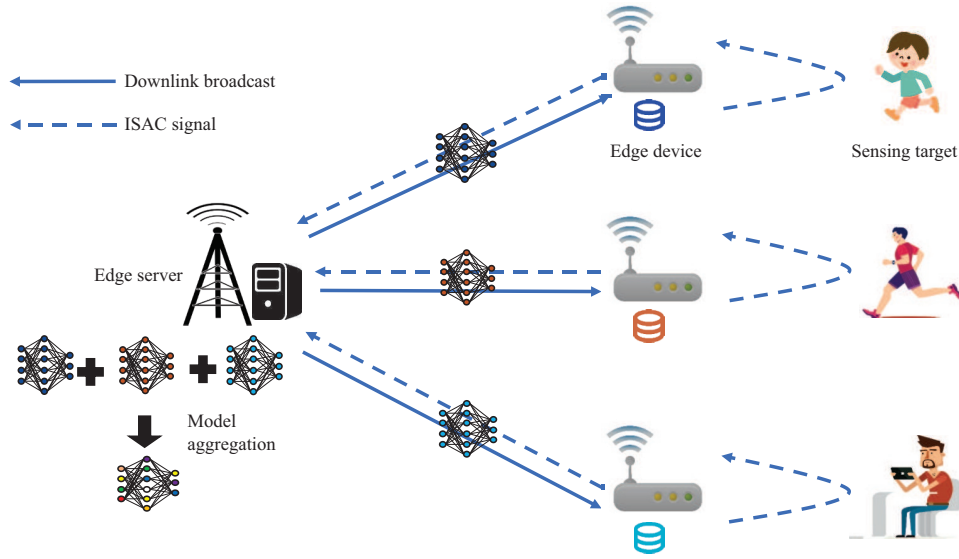 Downlink broadcast
ISAC signal
Edge device
Sensing target
Edge server
Model
aggregation